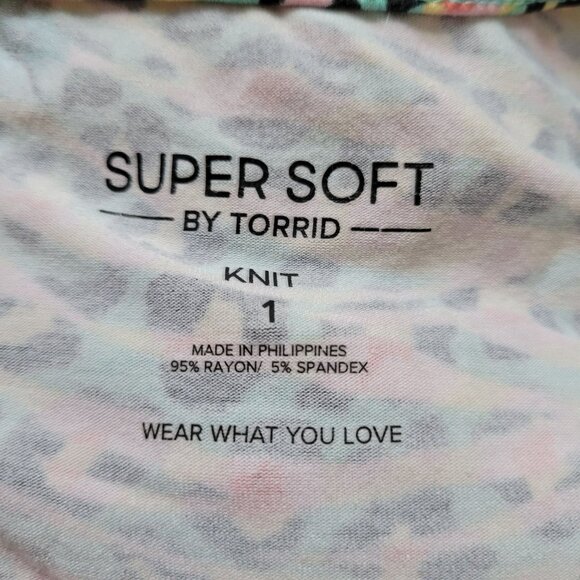 SUPER SOFT
BY TORRID
KNIT
1
MADE IN PHILIPPINES
95% RAYON/ 5% SPANDEX
WEAR WHAT YOU LOVE